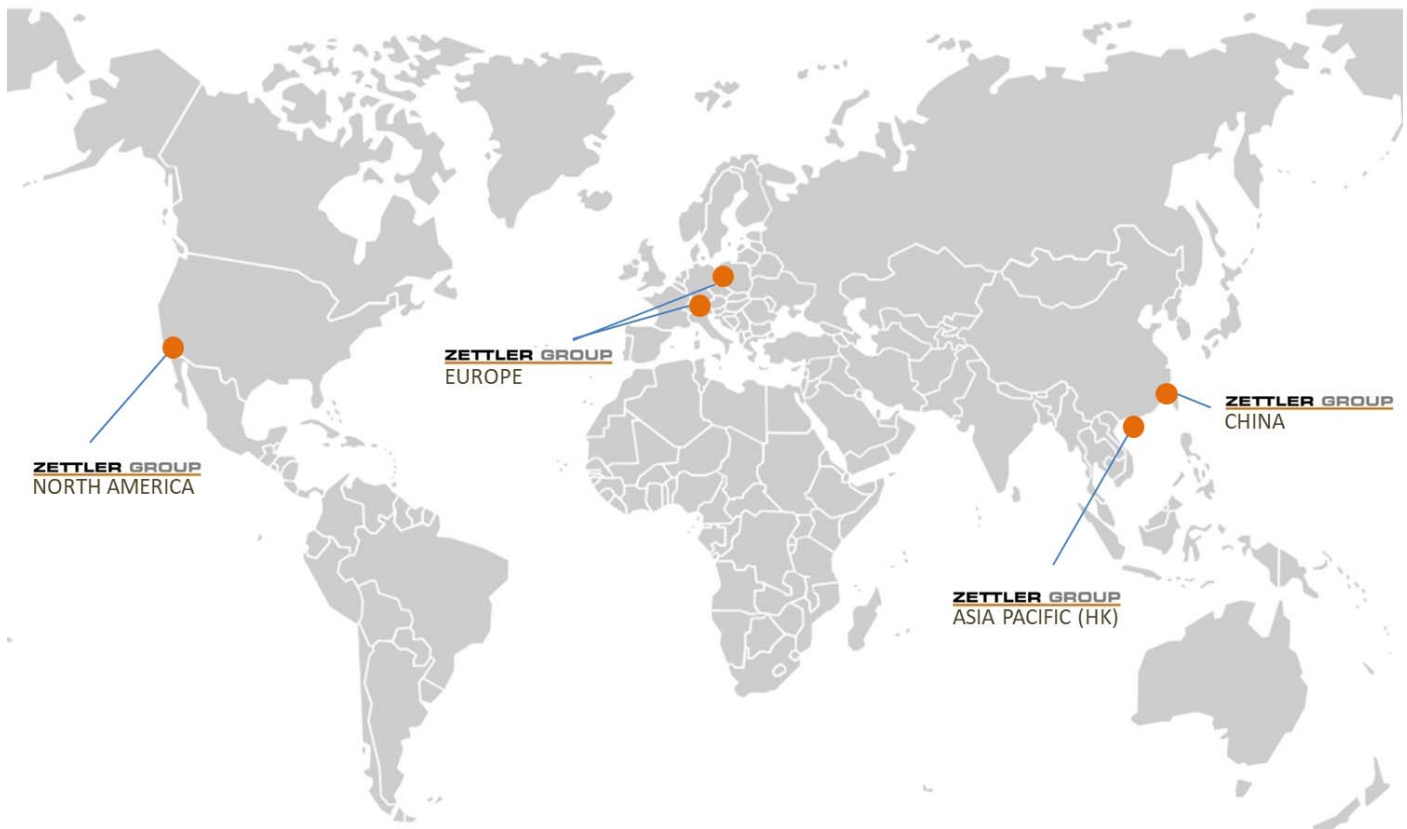 ZETTLER GROUP
EUROPE
ZETTLER GROUP
CHINA
ZETTLER GROUP
NORTH AMERICA
ZETTLER GROUP
ASIA PACIFIC (HK)